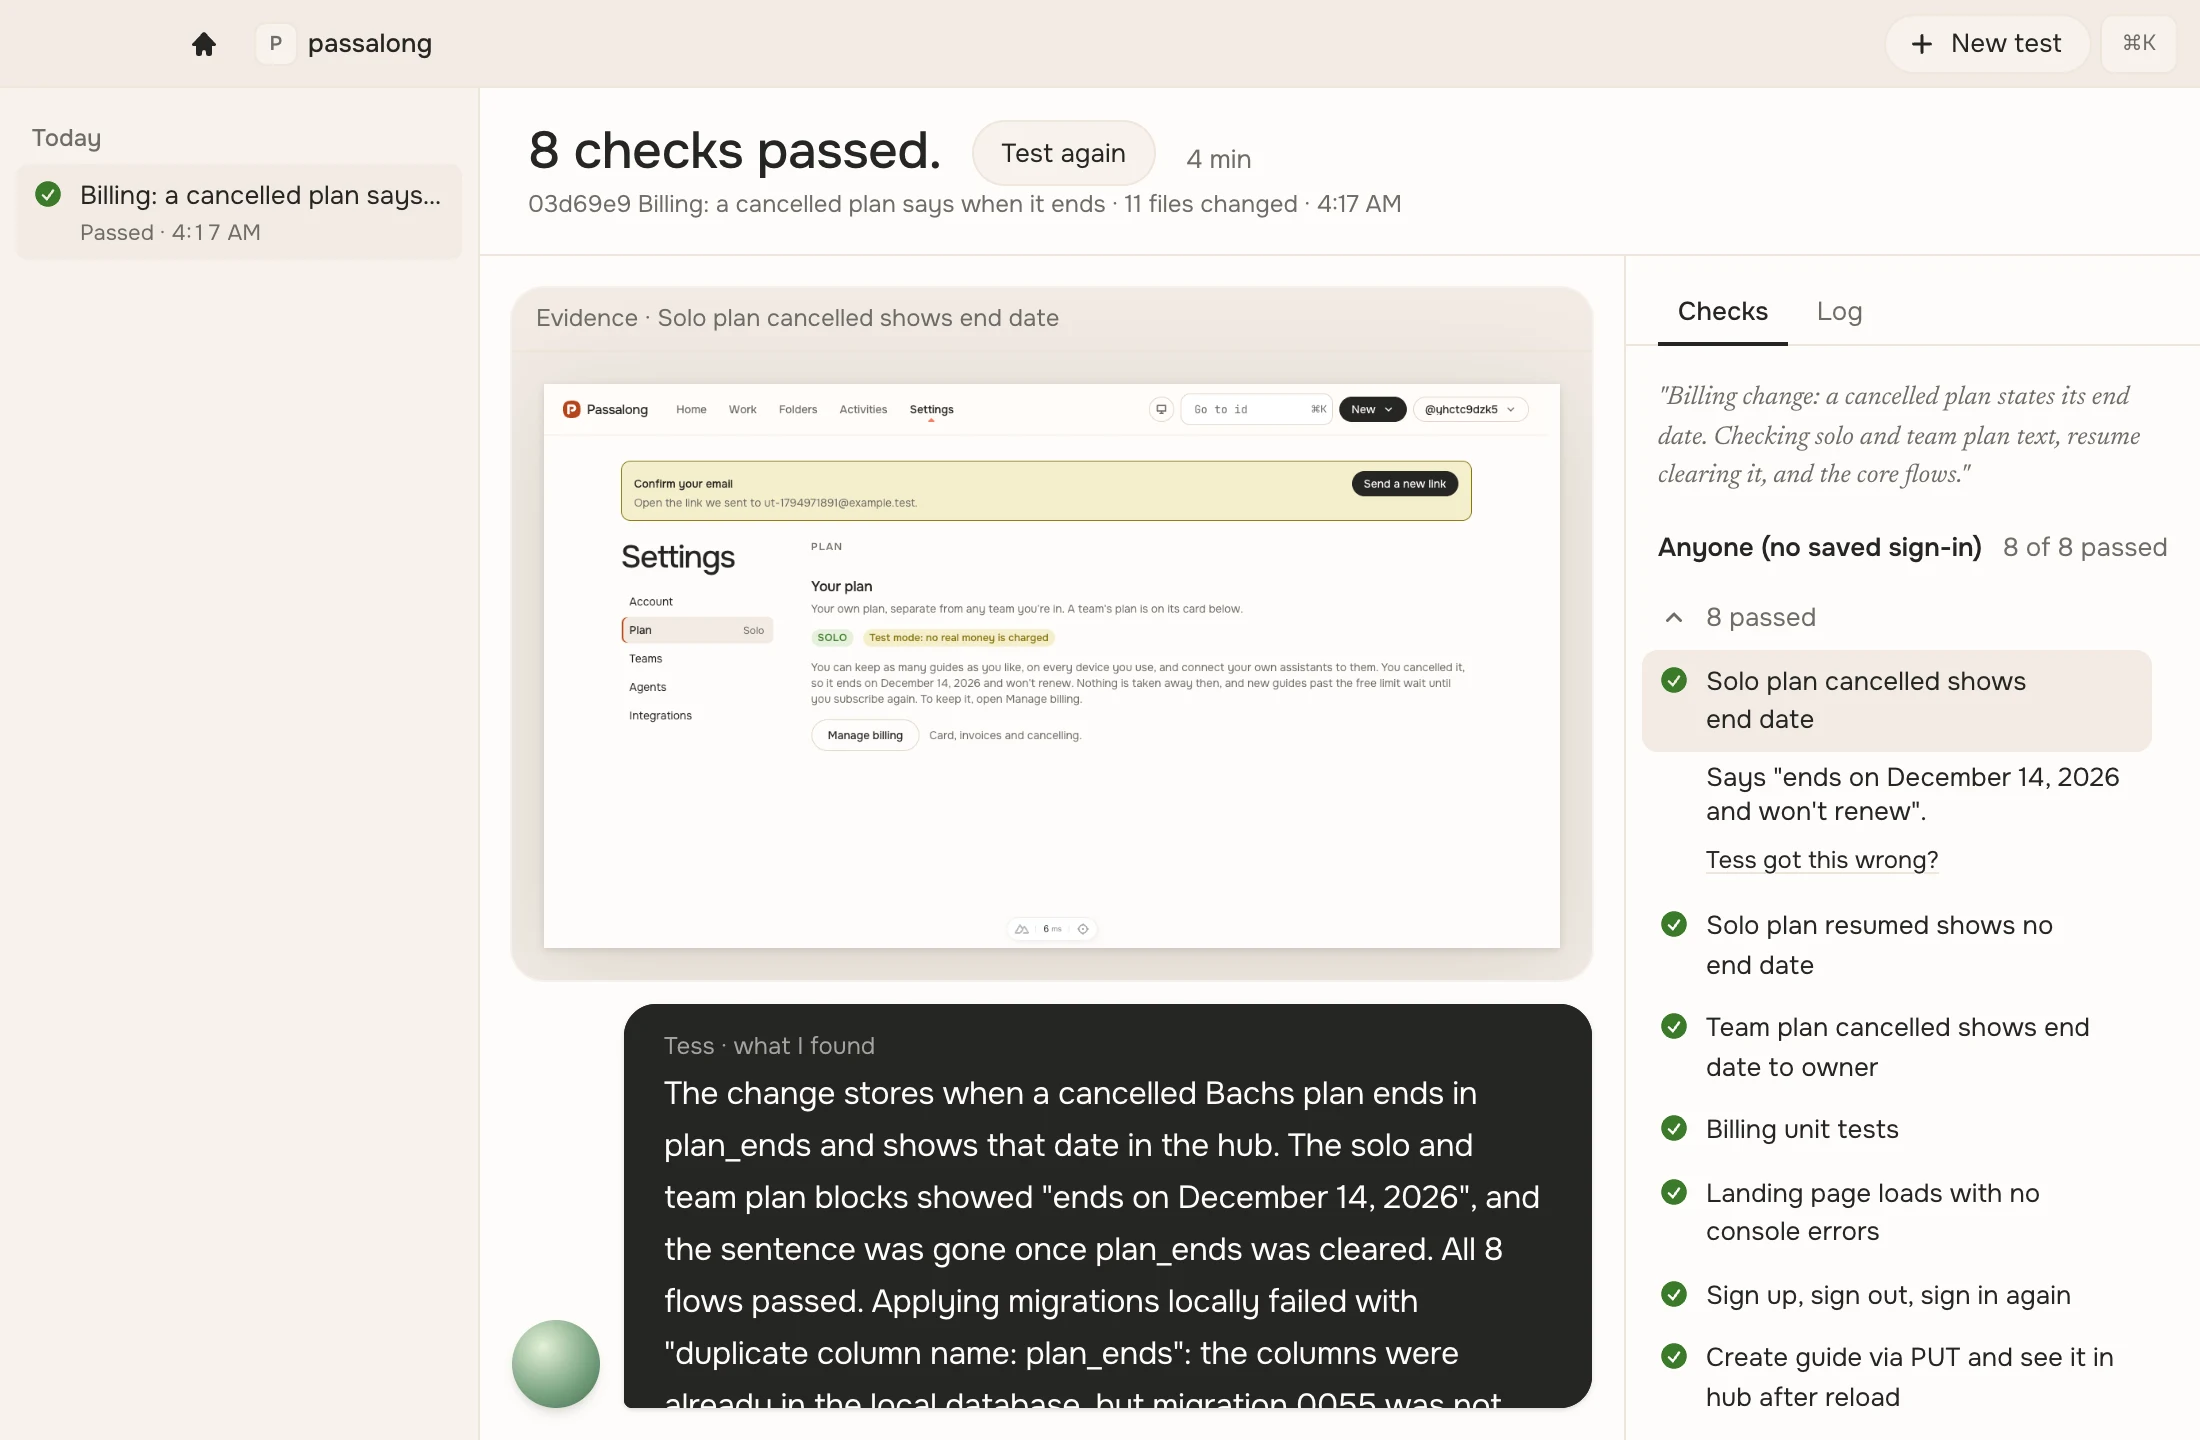 P passalong
New test
⌘K
Today
Billing: a cancelled plan says...
Passed · 4:17 AM
8 checks passed.
Test again
4 min
03d69e9 Billing: a cancelled plan says when it ends · 11 files changed · 4:17 AM
Evidence · Solo plan cancelled shows end date
Passalong Home Work Folders Activities Settings
Go to id ⌘K
New
@yhctc9dzk5
Confirm your email
Open the link we sent to ut-1794971891@example.test.
Send a new link
Settings
Account
Plan Solo
Teams
Agents
Integrations
PLAN
Your plan
Your own plan, separate from any team you're in. A team's plan is on its card below.
SOLO Test mode: no real money is charged
You can keep as many guides as you like, on every device you use, and connect your own assistants to them. You cancelled it,
so it ends on December 14, 2026 and won't renew. Nothing is taken away then, and new guides past the free limit wait until
you subscribe again. To keep it, open Manage billing.
Manage billing Card, invoices and cancelling.
6 ms
Tess · what I found
The change stores when a cancelled Bachs plan ends in
plan_ends and shows that date in the hub. The solo and
team plan blocks showed "ends on December 14, 2026", and
the sentence was gone once plan_ends was cleared. All 8
flows passed. Applying migrations locally failed with
"duplicate column name: plan_ends": the columns were
already in the local database, but migration 0055 was not
Checks Log
"Billing change: a cancelled plan states its end
date. Checking solo and team plan text, resume
clearing it, and the core flows."
Anyone (no saved sign-in) 8 of 8 passed
8 passed
Solo plan cancelled shows
end date
Says "ends on December 14, 2026
and won't renew".
Tess got this wrong?
Solo plan resumed shows no
end date
Team plan cancelled shows end
date to owner
Billing unit tests
Landing page loads with no
console errors
Sign up, sign out, sign in again
Create guide via PUT and see it in
hub after reload